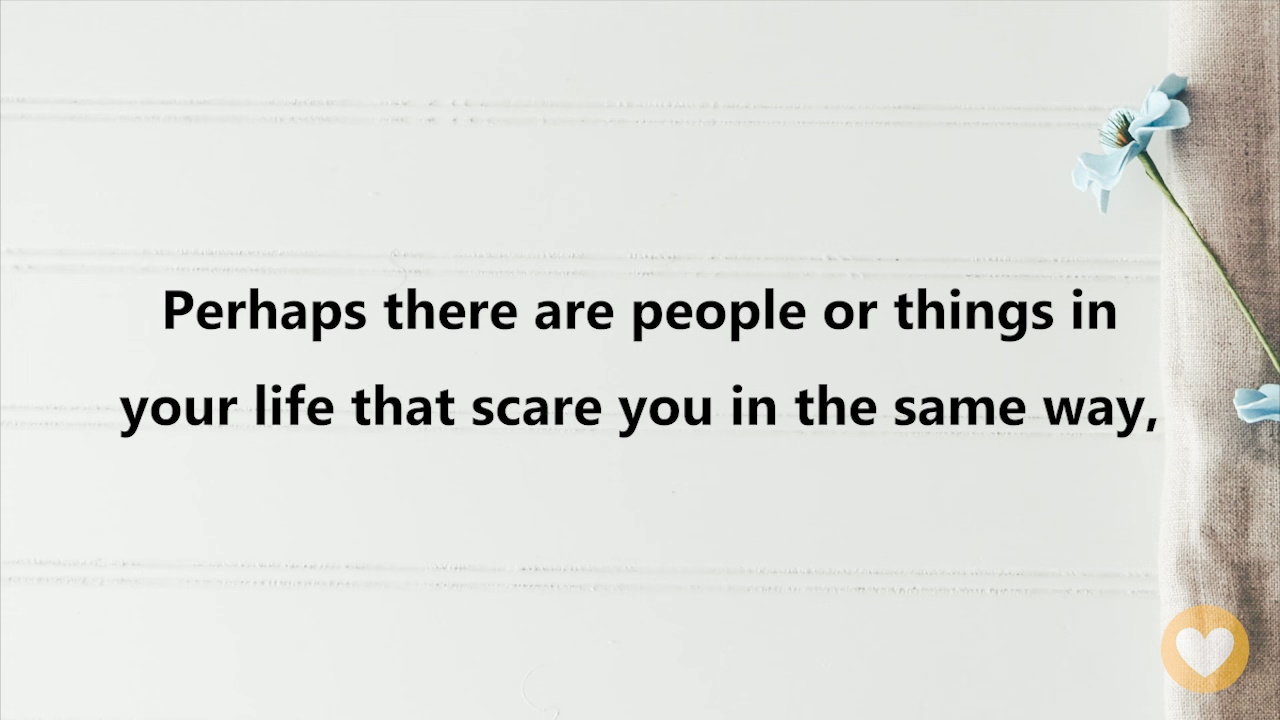 Perhaps there are people or things in
your life that scare you in the same way,